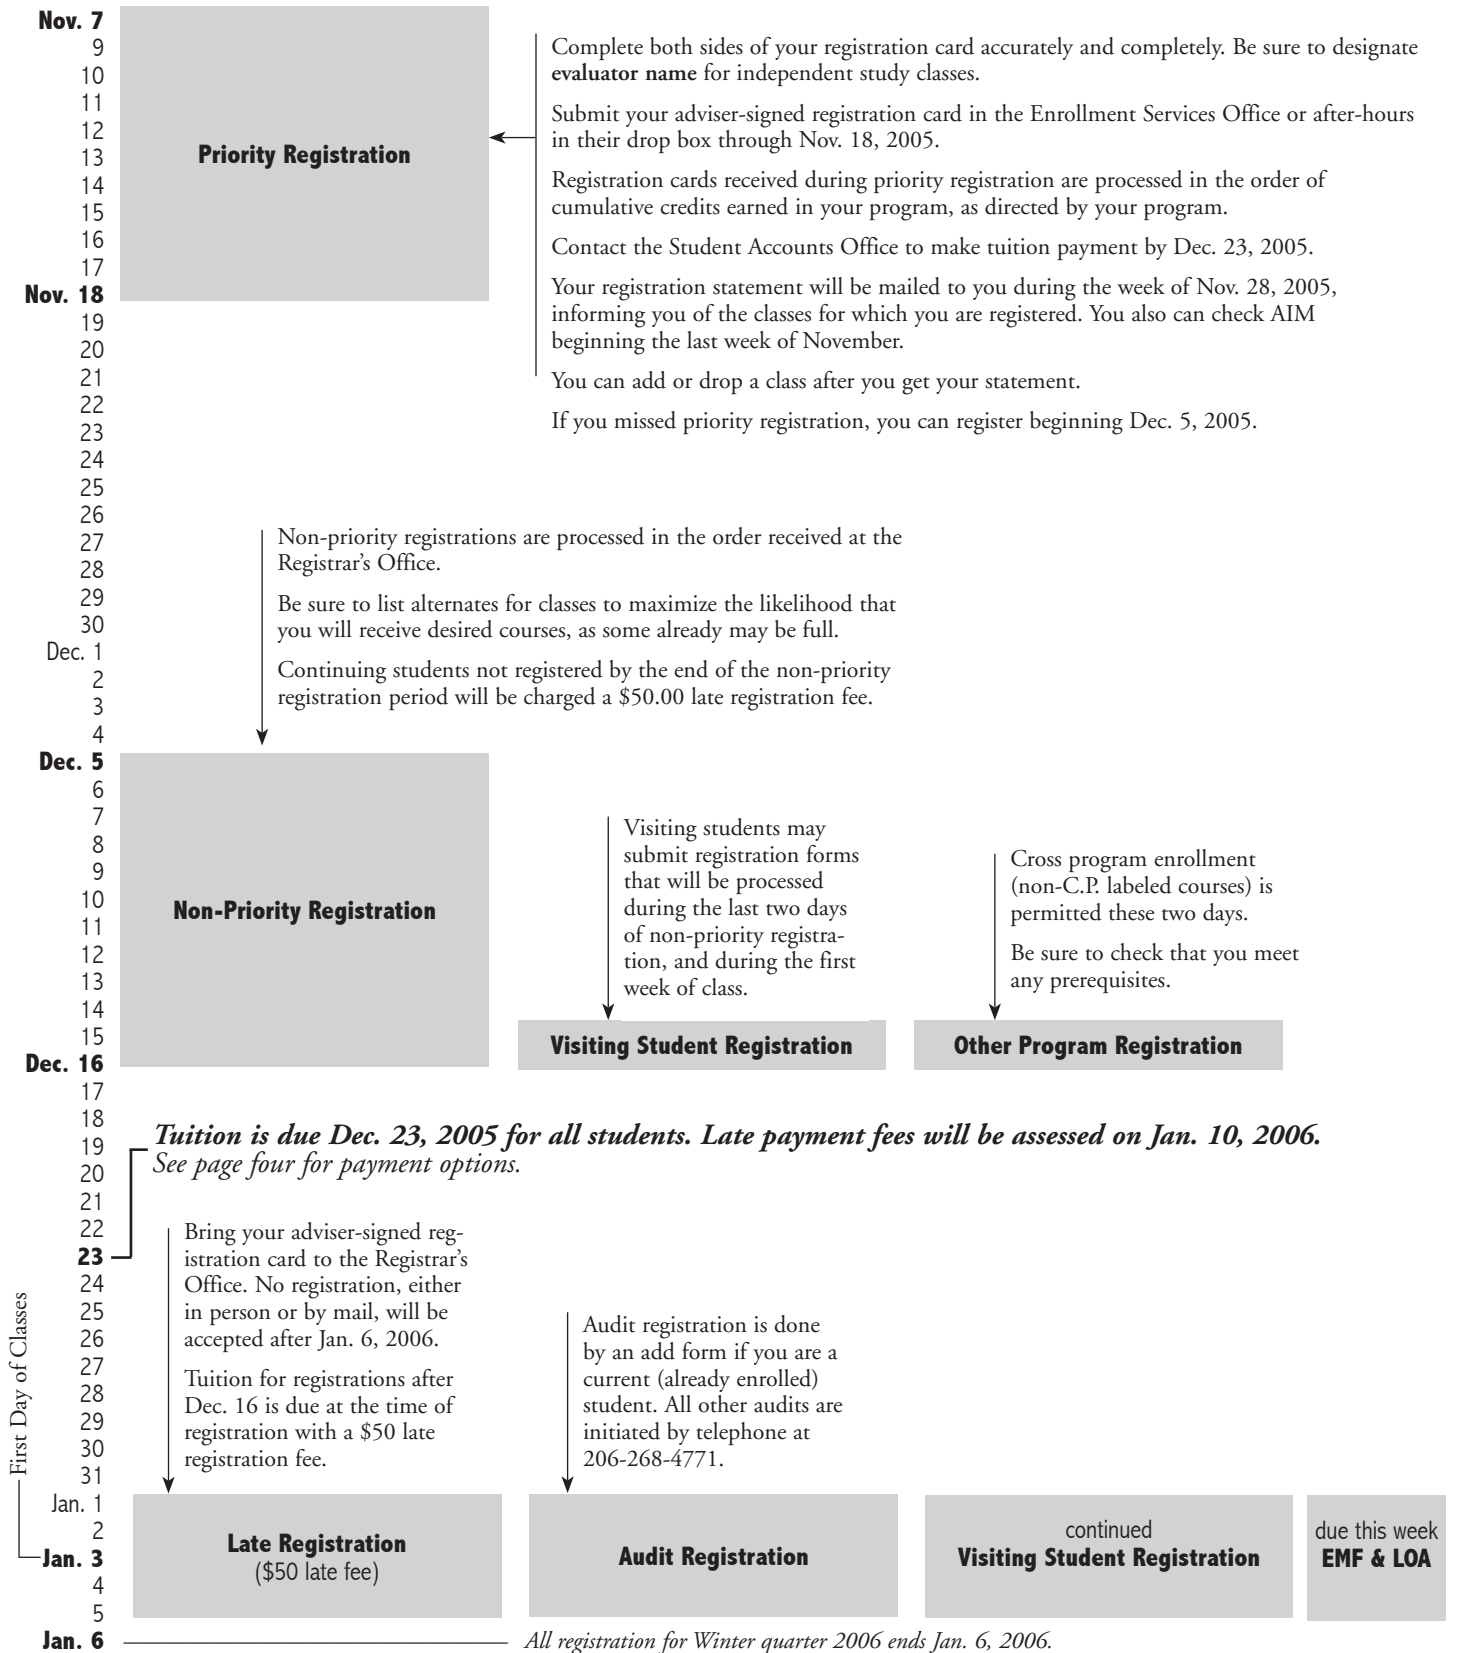 Nov. 7
9
10
11
12
13
14
15
16
17
Nov. 18
19
20
21
22
23
24
25
26
27
28
29
30
Dec. 1
2
3
4
Dec. 5
6
7
8
9
10
11
12
13
14
15
Dec. 16
17
18
19
20
21
22
23
24
25
26
27
28
29
30
31
Jan. 1
2
Jan. 3
4
5
Jan. 6
First Day of Classes
Priority Registration
Complete both sides of your registration card accurately and completely. Be sure to designate
evaluator name for independent study classes.
Submit your adviser-signed registration card in the Enrollment Services Office or after-hours
in their drop box through Nov. 18, 2005.
Registration cards received during priority registration are processed in the order of
cumulative credits earned in your program, as directed by your program.
Contact the Student Accounts Office to make tuition payment by Dec. 23, 2005.
Your registration statement will be mailed to you during the week of Nov. 28, 2005,
informing you of the classes for which you are registered. You also can check AIM
beginning the last week of November.
You can add or drop a class after you get your statement.
If you missed priority registration, you can register beginning Dec. 5, 2005.
Non-priority registrations are processed in the order received at the
Registrar's Office.
Be sure to list alternates for classes to maximize the likelihood that
you will receive desired courses, as some already may be full.
Continuing students not registered by the end of the non-priority
registration period will be charged a $50.00 late registration fee.
Non-Priority Registration
Visiting students may
submit registration forms
that will be processed
during the last two days
of non-priority registra-
tion, and during the first
week of class.
Visiting Student Registration
Cross program enrollment
(non-C.P. labeled courses) is
permitted these two days.
Be sure to check that you meet
any prerequisites.
Other Program Registration
Tuition is due Dec. 23, 2005 for all students. Late payment fees will be assessed on Jan. 10, 2006.
See page four for payment options.
Bring your adviser-signed reg-
istration card to the Registrar's
Office. No registration, either
in person or by mail, will be
accepted after Jan. 6, 2006.
Tuition for registrations after
Dec. 16 is due at the time of
registration with a $50 late
registration fee.
Late Registration
($50 late fee)
Audit registration is done
by an add form if you are a
current (already enrolled)
student. All other audits are
initiated by telephone at
206-268-4771.
Audit Registration
continued
Visiting Student Registration
due this week
EMF & LOA
All registration for Winter quarter 2006 ends Jan. 6, 2006.